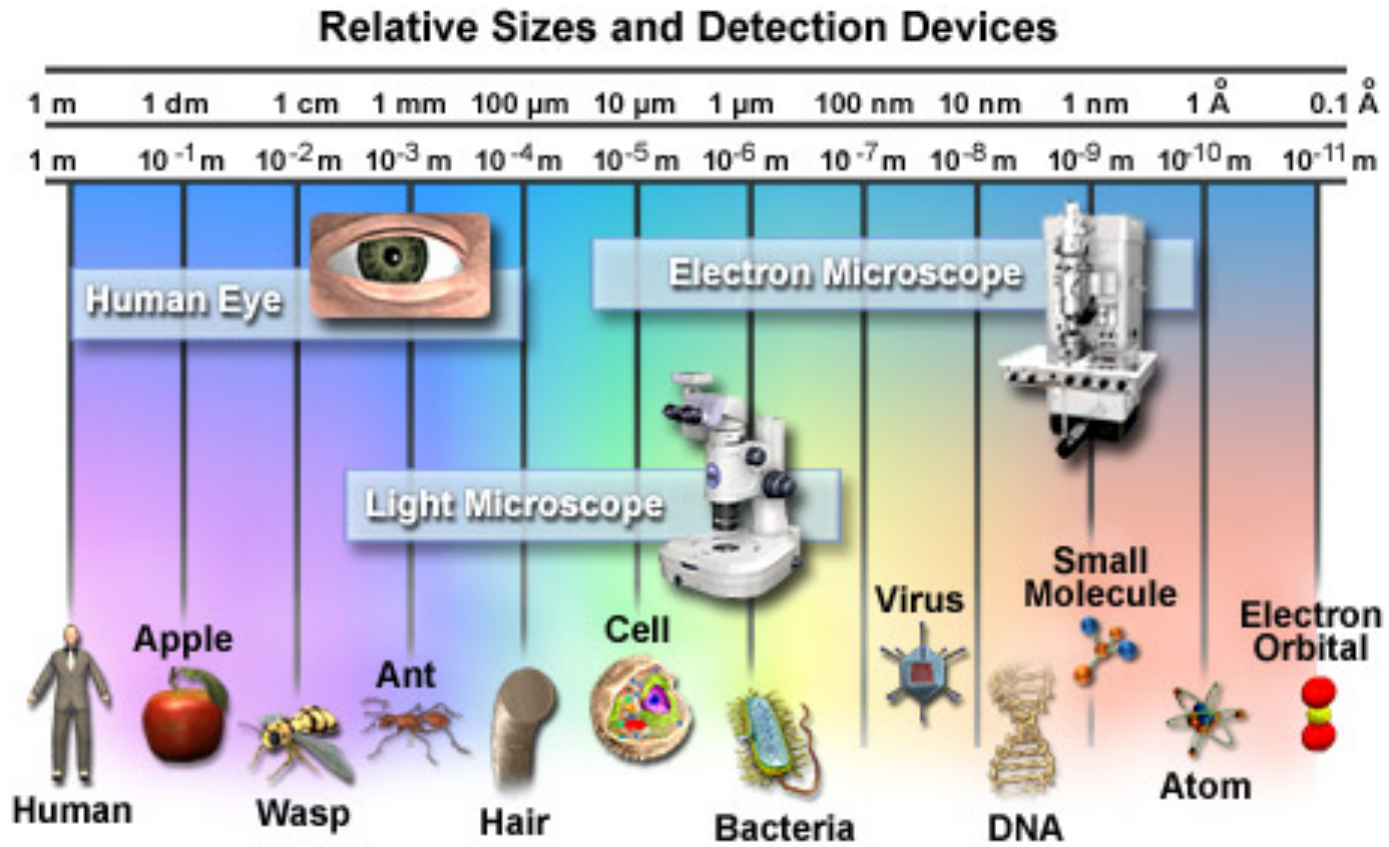 Relative Sizes and Detection Devices
1 m 1 dm 1 cm 1 mm 100 µm 10 µm 1 µm 100 nm 10 nm 1 nm 1 Å 0.1 Å
1 m 10⁻¹ m 10⁻² m 10⁻³ m 10⁻⁴ m 10⁻⁵ m 10⁻⁶ m 10⁻⁷ m 10⁻⁸ m 10⁻⁹ m 10⁻¹⁰ m 10⁻¹¹ m
Human Eye
Electron Microscope
Light Microscope
Human
Apple
Wasp
Ant
Hair
Cell
Bacteria
Virus
DNA
Small
Molecule
Atom
Electron
Orbital